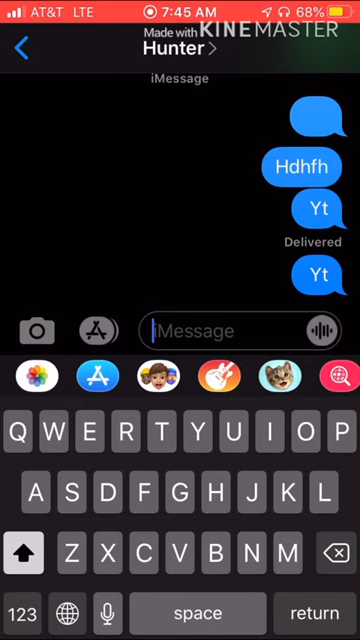 AT&T LTE 7:45 AM 68%
Made with KINEMASTER
Hunter
iMessage
Hdhfh
Yt
Delivered
Yt
iMessage
Q W E R T Y U I O P
A S D F G H J K L
Z X C V B N M
123 space return